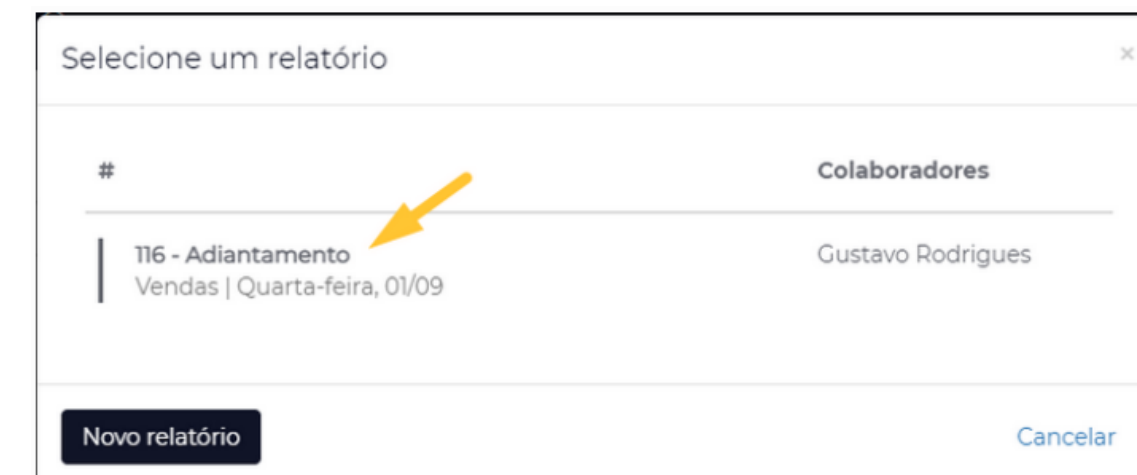 Selecione um relatório ×
# Colaboradores
116 - Adiantamento Gustavo Rodrigues
Vendas | Quarta-feira, 01/09
Novo relatório Cancelar